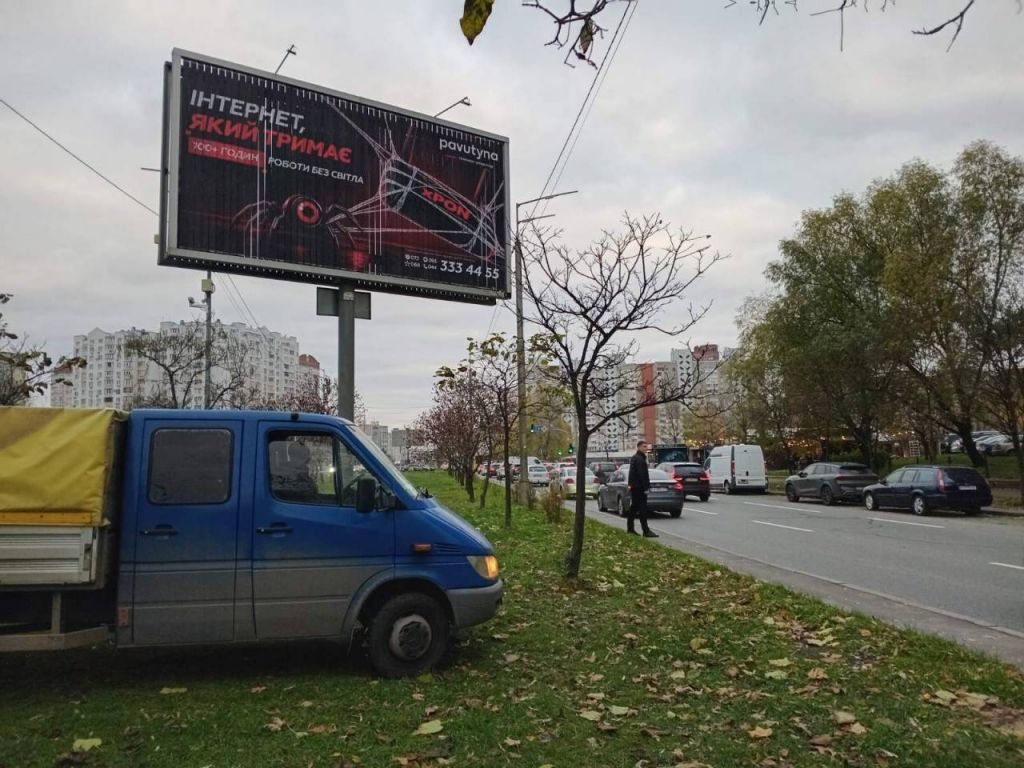 ІНТЕРНЕТ,
ЯКИЙ ТРИМАЄ
100+ ГОДИН РОБОТИ БЕЗ СВІТЛА
pavutyna
xPON
333 44 55